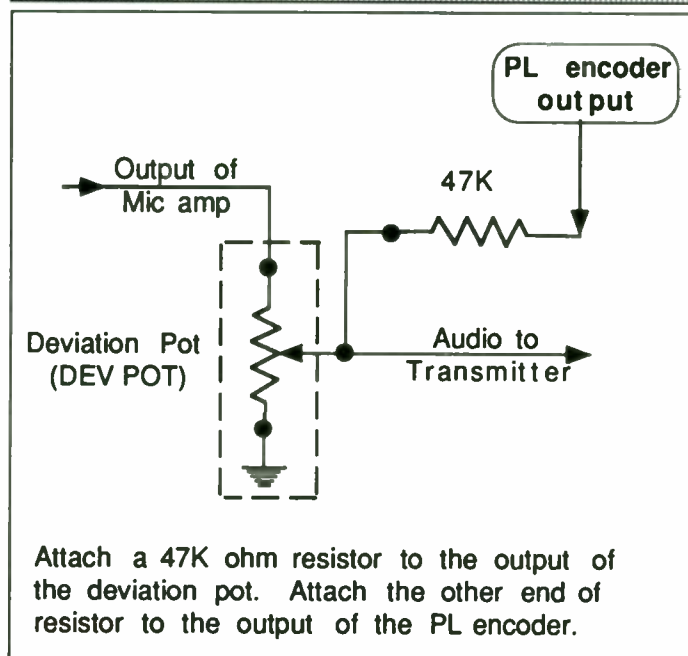 PL encoder
output
47K
Output of
Mic amp
Deviation Pot
(DEV POT)
Audio to
Transmitter
Attach a 47K ohm resistor to the output of
the deviation pot. Attach the other end of
resistor to the output of the PL encoder.